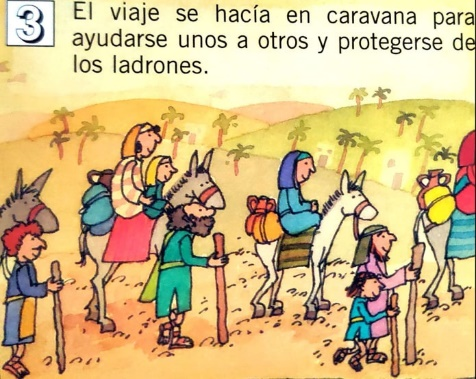 3
El viaje se hacía en caravana para
ayudarse unos a otros y protegerse de
los ladrones.